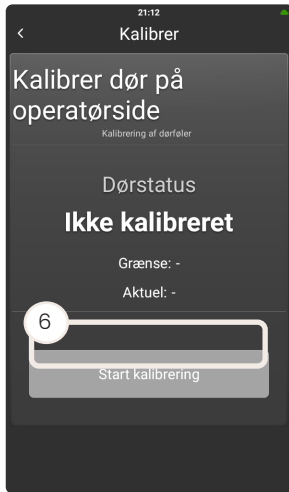 21:12
Kalibrer
Kalibrer dør på
operatørside
Kalibrering af dørføler
Dørstatus
Ikke kalibreret
Grænse: -
Aktuel: -
6
Start kalibrering